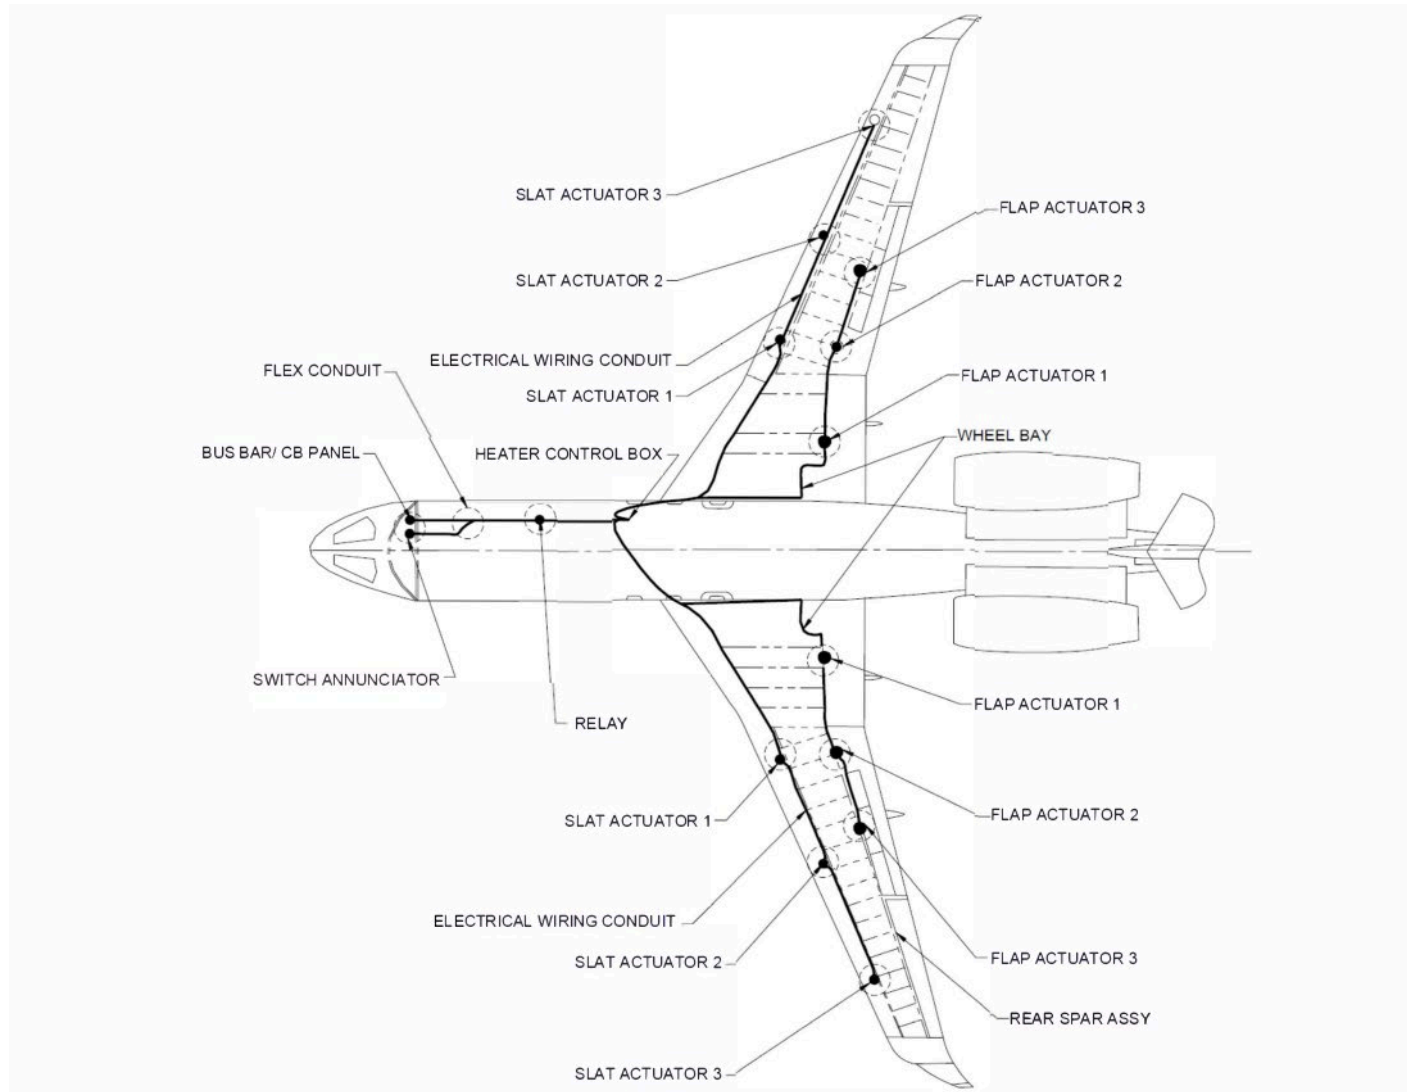 SLAT ACTUATOR 3
FLAP ACTUATOR 3
SLAT ACTUATOR 2
FLAP ACTUATOR 2
ELECTRICAL WIRING CONDUIT
FLEX CONDUIT
FLAP ACTUATOR 1
SLAT ACTUATOR 1
WHEEL BAY
BUS BAR/ CB PANEL
HEATER CONTROL BOX
SWITCH ANNUNCIATOR
FLAP ACTUATOR 1
RELAY
FLAP ACTUATOR 2
SLAT ACTUATOR 1
ELECTRICAL WIRING CONDUIT
FLAP ACTUATOR 3
SLAT ACTUATOR 2
REAR SPAR ASSY
SLAT ACTUATOR 3